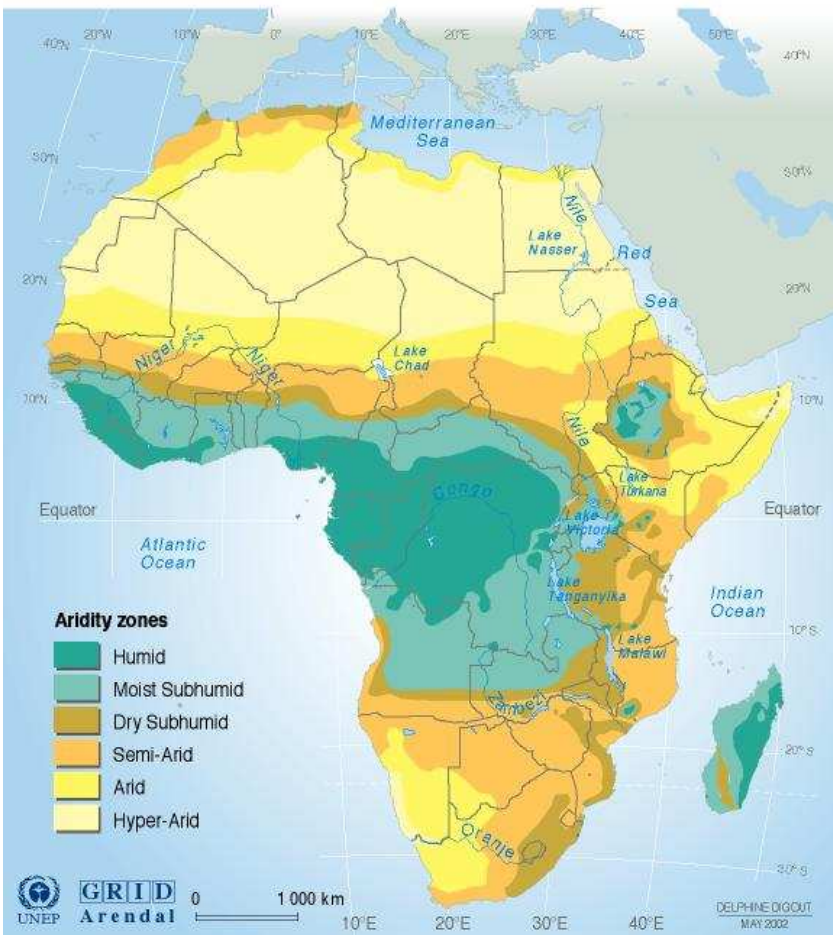 20°W
10°W
0°
10°E
20°E
30°E
40°E
50°E
40°N
40°N
Mediterranean
Sea
30°N
30°N
Nile
Lake
Nasser
Red
Sea
20°N
20°N
Niger
Niger
Lake
Chad
10°N
10°N
Nile
Lake
Turkana
Congo
Equator
Lake
Victoria
Equator
Atlantic
Ocean
Lake
Tanganyika
Indian
Ocean
Aridity zones
Humid
Moist Subhumid
Dry Subhumid
Semi-Arid
Arid
Hyper-Arid
10°S
Lake
Malawi
Zambezi
20°S
Oranje
30°S
UNEP
GRID
Arendal
0 1 000 km
10°E
20°E
30°E
40°E
DELPHINE DIGOUT
MAY 2002